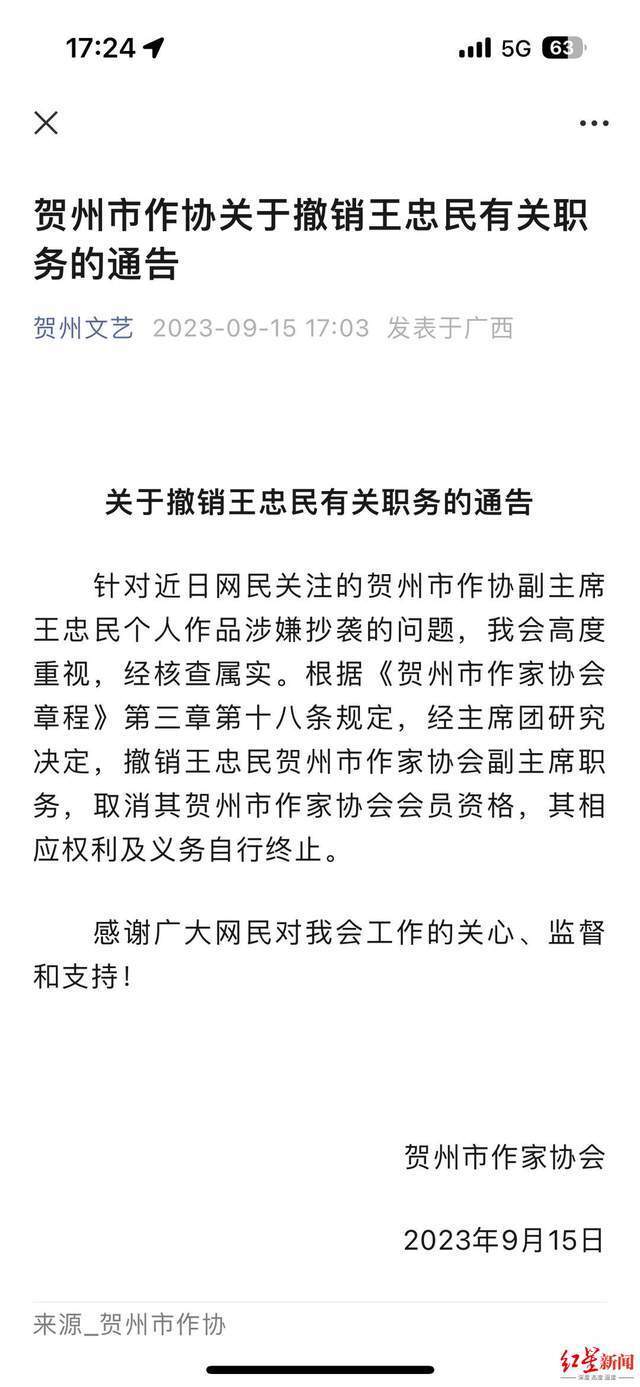 17:24 5G 63
贺州市作协关于撤销王忠民有关职
务的通告
贺州文艺 2023-09-15 17:03 发表于广西
关于撤销王忠民有关职务的通告
针对近日网民关注的贺州市作协副主席
王忠民个人作品涉嫌抄袭的问题，我会高度
重视，经核查属实。根据《贺州市作家协会
章程》第三章第十八条规定，经主席团研究
决定，撤销王忠民贺州市作家协会副主席职
务，取消其贺州市作家协会会员资格，其相
应权利及义务自行终止。
感谢广大网民对我会工作的关心、监督
和支持！
贺州市作家协会
2023年9月15日
来源_贺州市作协
红星新闻
深度 态度 温度